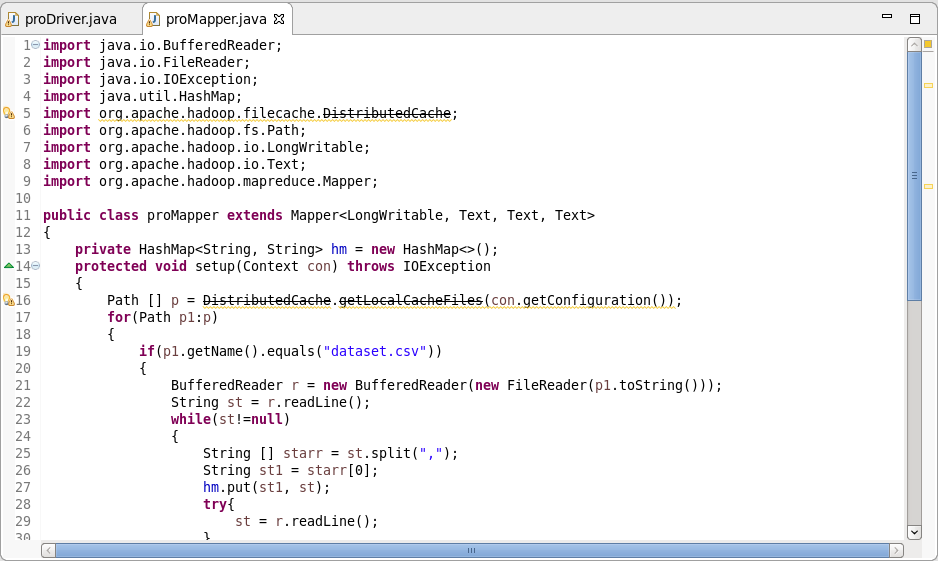 proDriver.java proMapper.java
1 import java.io.BufferedReader;
2 import java.io.FileReader;
3 import java.io.IOException;
4 import java.util.HashMap;
5 import org.apache.hadoop.filecache.DistributedCache;
6 import org.apache.hadoop.fs.Path;
7 import org.apache.hadoop.io.LongWritable;
8 import org.apache.hadoop.io.Text;
9 import org.apache.hadoop.mapreduce.Mapper;
10
11 public class proMapper extends Mapper<LongWritable, Text, Text, Text>
12 {
13     private HashMap<String, String> hm = new HashMap<>();
14     protected void setup(Context con) throws IOException
15     {
16         Path [] p = DistributedCache.getLocalCacheFiles(con.getConfiguration());
17         for(Path p1:p)
18         {
19             if(p1.getName().equals("dataset.csv"))
20             {
21                 BufferedReader r = new BufferedReader(new FileReader(p1.toString()));
22                 String st = r.readLine();
23                 while(st!=null)
24                 {
25                     String [] starr = st.split(",");
26                     String st1 = starr[0];
27                     hm.put(st1, st);
28                     try{
29                         st = r.readLine();
30                     }